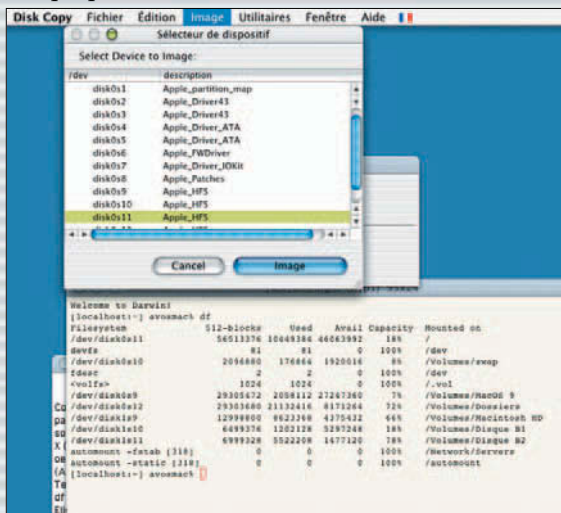 Disk Copy Fichier Édition Image Utilitaires Fenêtre Aide
Sélecteur de dispositif
Select Device to Image:
/dev description
disk0s1 Apple_partition_map
disk0s2 Apple_Driver43
disk0s3 Apple_Driver43
disk0s4 Apple_Driver_ATA
disk0s5 Apple_Driver_ATA
disk0s6 Apple_FWDriver
disk0s7 Apple_Driver_IOKit
disk0s8 Apple_Patches
disk0s9 Apple_HFS
disk0s10 Apple_HFS
disk0s11 Apple_HFS
Cancel Image
Welcome to Darwin!
[localhost:~] avosmac% df
Filesystem 512-blocks Used Avail Capacity Mounted on
/dev/disk0s11 56513376 10449384 46063992 18% /
devfs 81 81 0 100% /dev
/dev/disk0s10 2096880 176864 1920016 8% /Volumes/swap
fdesc 2 2 0 100% /dev
<volfs> 1024 1024 0 100% /.vol
/dev/disk0s9 29305472 2058112 27247360 7% /Volumes/MacOS 9
/dev/disk0s12 29303680 21132416 8171264 72% /Volumes/Dossiers
/dev/disk1s9 12998800 8623368 4375432 66% /Volumes/Macintosh HD
/dev/disk1s10 6499376 1202128 5297248 18% /Volumes/Disque B1
/dev/disk1s11 6999328 5522208 1477120 78% /Volumes/Disque B2
automount -fstab [318] 0 0 0 100% /Network/Servers
automount -static [318] 0 0 0 100% /automount
[localhost:~] avosmac%
Co
pa
so
X (
oe
(A
Te
df